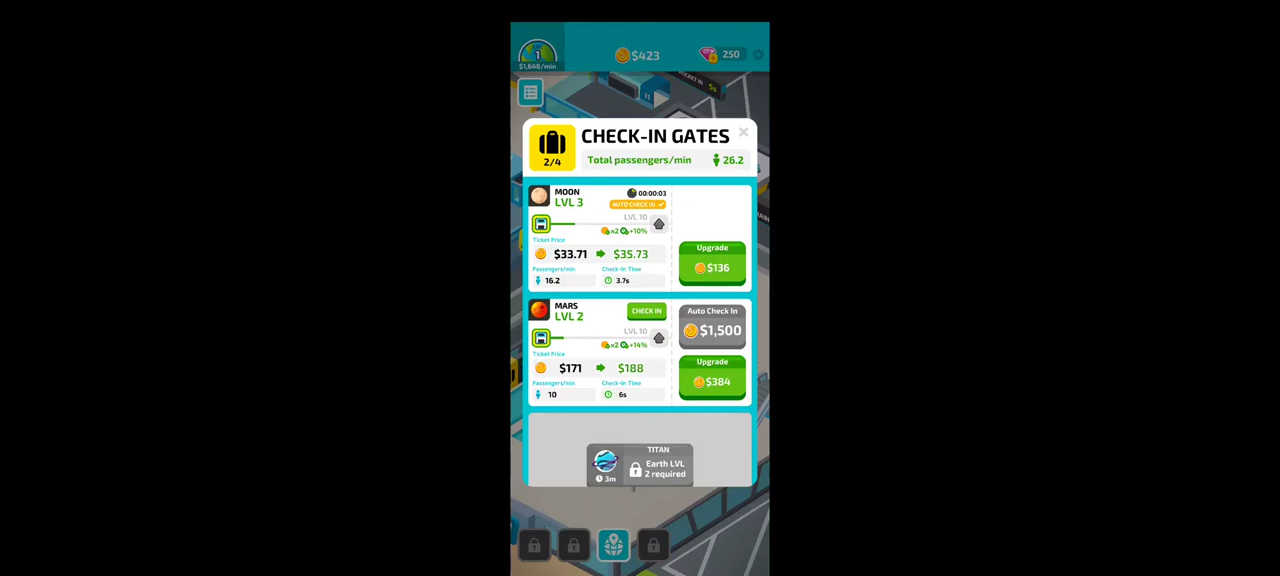 1
$1,648/min
$423
250
ROCKET IN
5s
CHECK-IN GATES
2/4
Total passengers/min
26.2
MOON
LVL 3
00:00:03
AUTO CHECK IN
LVL 10
x2 +10%
Ticket Price
$33.71
$35.73
Passengers/min
16.2
Check-In Time
3.7s
Upgrade
$136
MARS
LVL 2
CHECK IN
LVL 10
x2 +14%
Ticket Price
$171
$188
Passengers/min
10
Check-In Time
6s
Auto Check In
$1,500
Upgrade
$384
TITAN
3m
Earth LVL
2 required